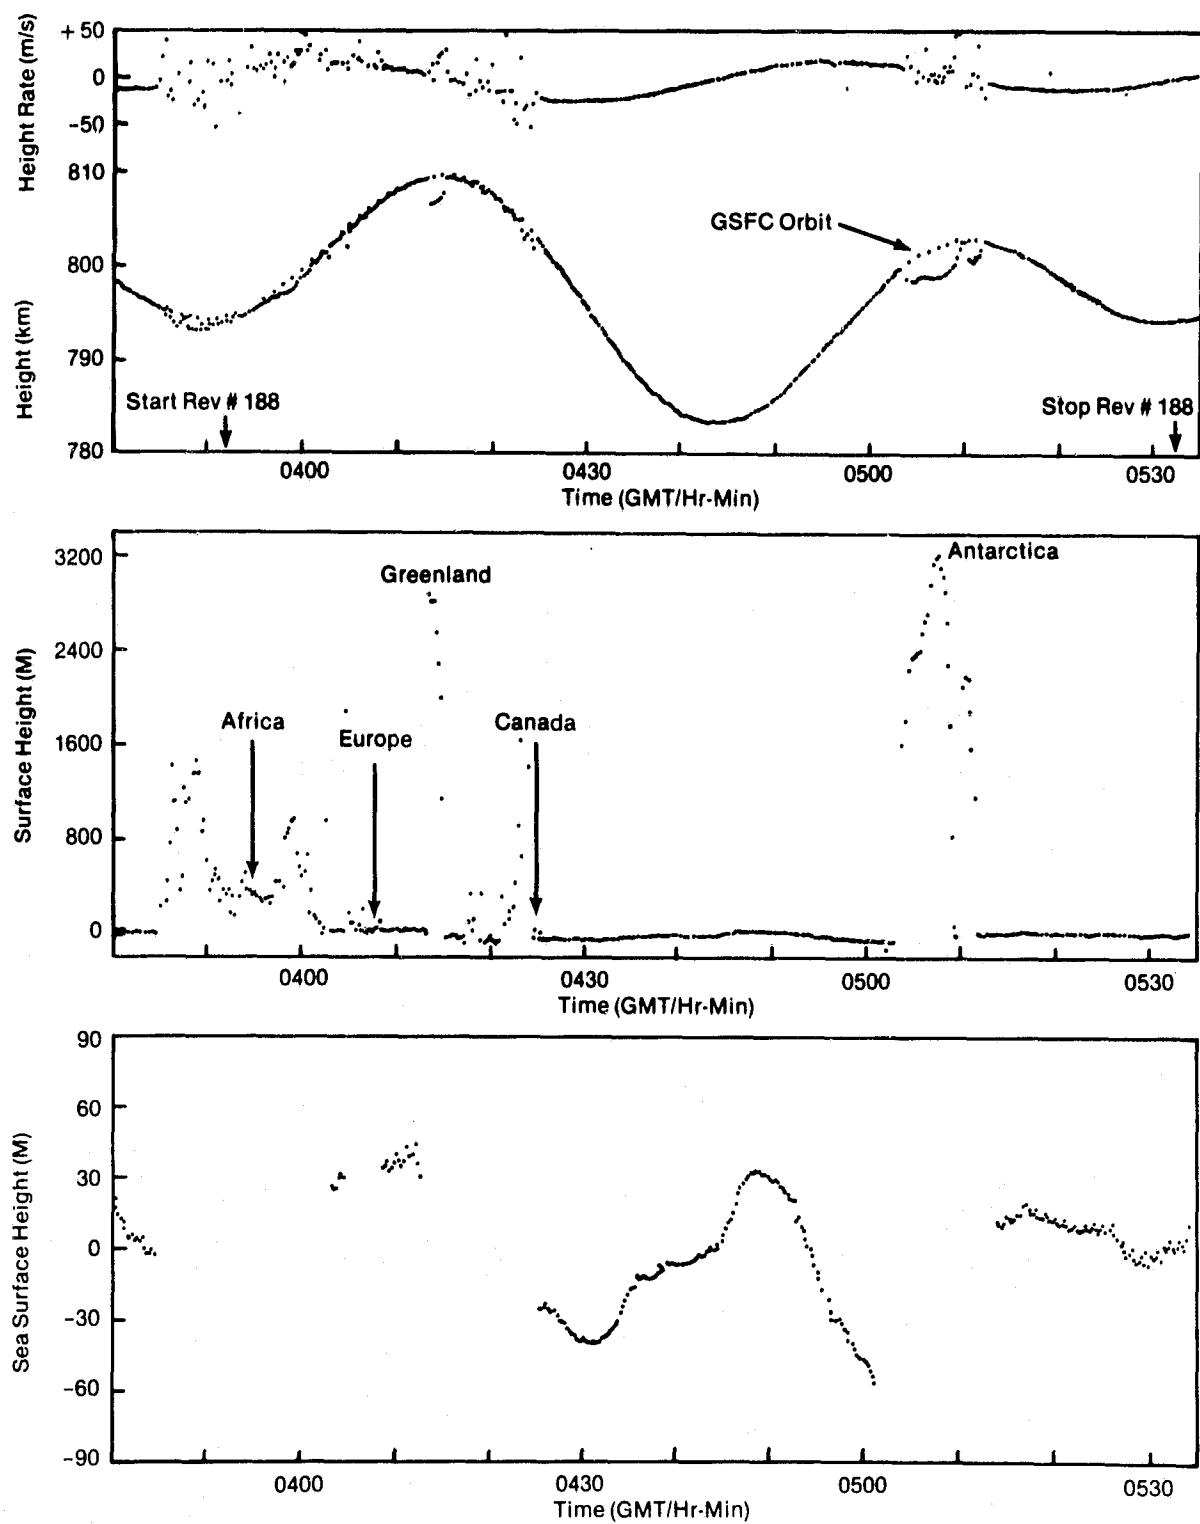 Height Rate (m/s)
+ 50
0
-50
Height (km)
810
800
790
780
GSFC Orbit
Start Rev # 188
Stop Rev # 188
0400
0430
0500
0530
Time (GMT/Hr-Min)
Surface Height (M)
3200
2400
1600
800
0
Greenland
Antarctica
Africa
Europe
Canada
0400
0430
0500
0530
Time (GMT/Hr-Min)
Sea Surface Height (M)
90
60
30
0
-30
-60
-90
0400
0430
0500
0530
Time (GMT/Hr-Min)